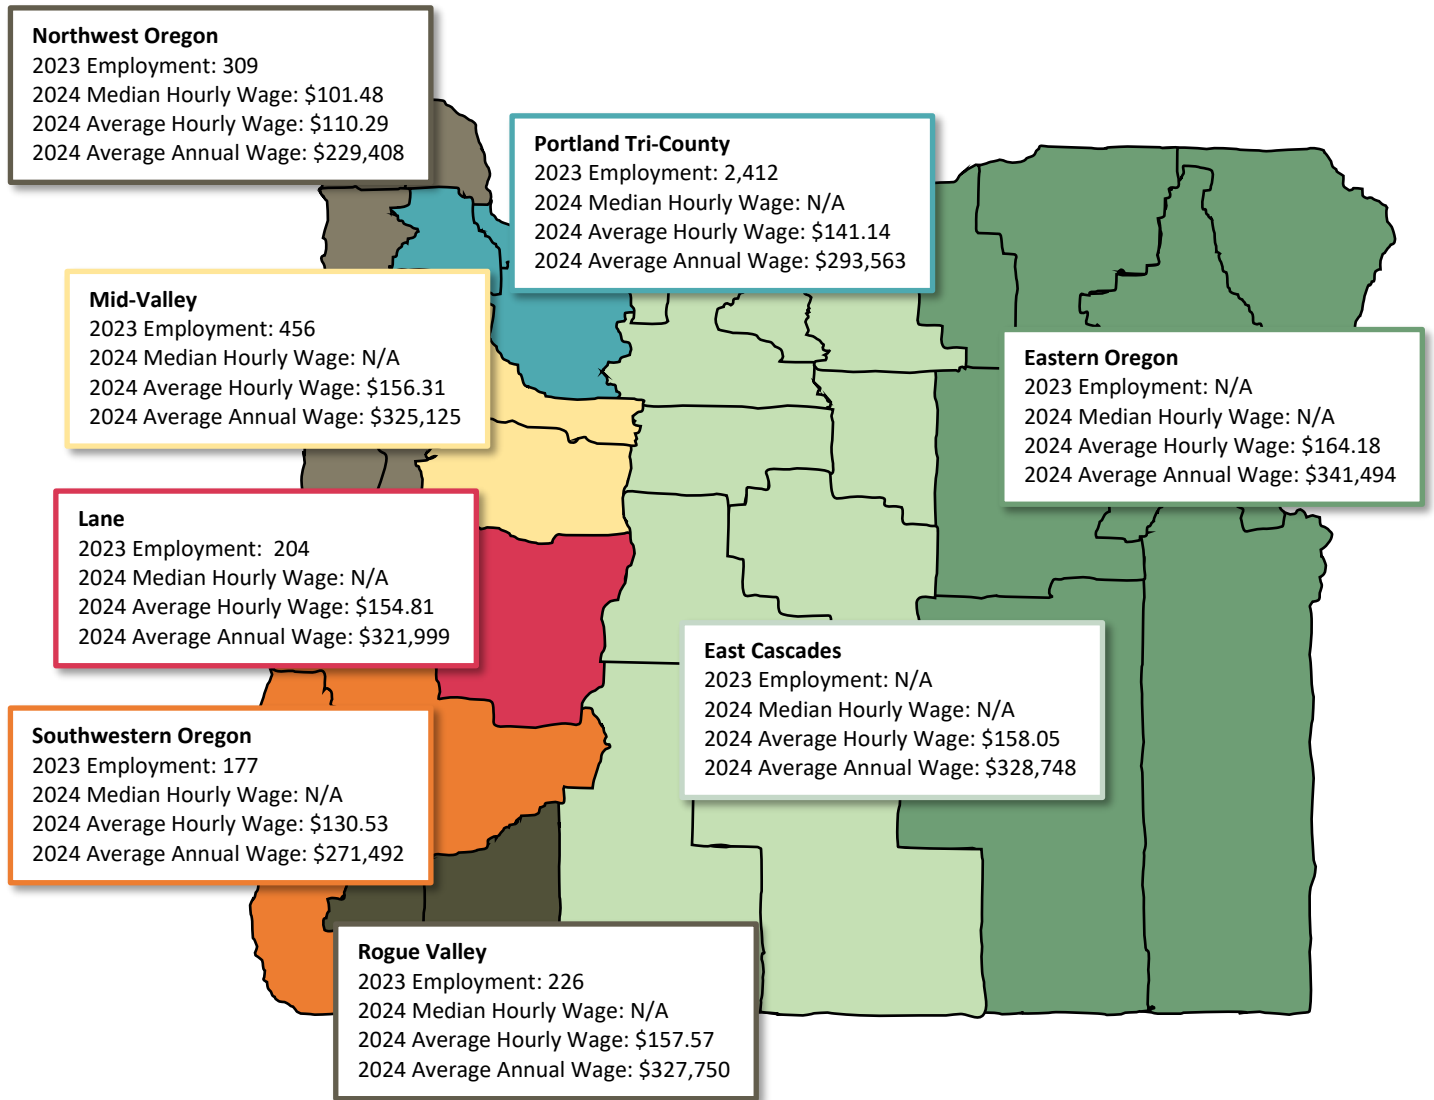 Northwest Oregon
2023 Employment: 309
2024 Median Hourly Wage: $101.48
2024 Average Hourly Wage: $110.29
2024 Average Annual Wage: $229,408
Portland Tri-County
2023 Employment: 2,412
2024 Median Hourly Wage: N/A
2024 Average Hourly Wage: $141.14
2024 Average Annual Wage: $293,563
Mid-Valley
2023 Employment: 456
2024 Median Hourly Wage: N/A
2024 Average Hourly Wage: $156.31
2024 Average Annual Wage: $325,125
Eastern Oregon
2023 Employment: N/A
2024 Median Hourly Wage: N/A
2024 Average Hourly Wage: $164.18
2024 Average Annual Wage: $341,494
Lane
2023 Employment:  204
2024 Median Hourly Wage: N/A
2024 Average Hourly Wage: $154.81
2024 Average Annual Wage: $321,999
East Cascades
2023 Employment: N/A
2024 Median Hourly Wage: N/A
2024 Average Hourly Wage: $158.05
2024 Average Annual Wage: $328,748
Southwestern Oregon
2023 Employment: 177
2024 Median Hourly Wage: N/A
2024 Average Hourly Wage: $130.53
2024 Average Annual Wage: $271,492
Rogue Valley
2023 Employment: 226
2024 Median Hourly Wage: N/A
2024 Average Hourly Wage: $157.57
2024 Average Annual Wage: $327,750